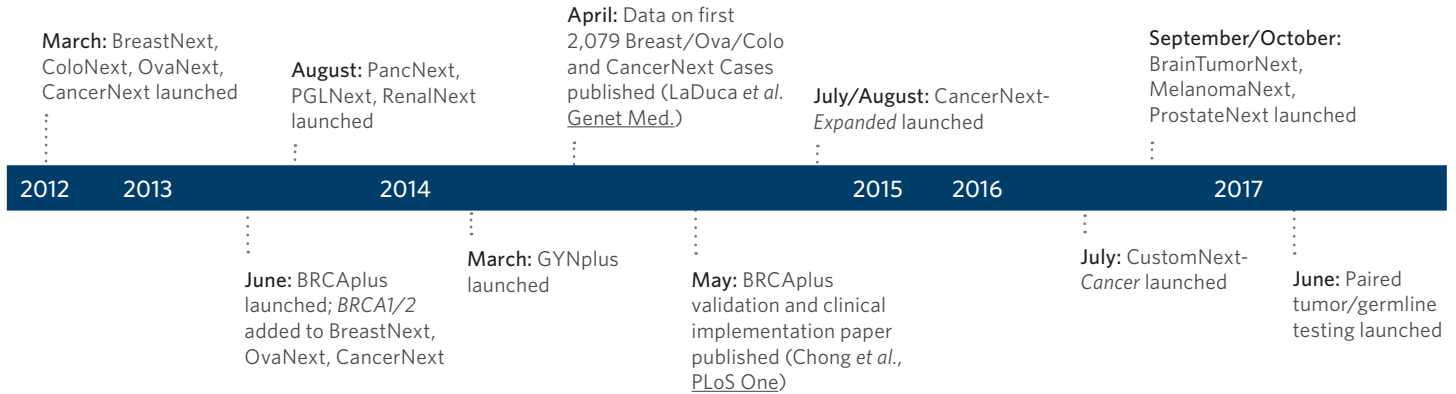 March: BreastNext,
ColoNext, OvaNext,
CancerNext launched
August: PancNext,
PGLNext, RenalNext
launched
April: Data on first
2,079 Breast/Ova/Colo
and CancerNext Cases
published (LaDuca et al.
Genet Med.)
July/August: CancerNext-
Expanded launched
September/October:
BrainTumorNext,
MelanomaNext,
ProstateNext launched
2012 2013 2014 2015 2016 2017
June: BRCAplus
launched; BRCA1/2
added to BreastNext,
OvaNext, CancerNext
March: GYNplus
launched
May: BRCAplus
validation and clinical
implementation paper
published (Chong et al.,
PLoS One)
July: CustomNext-
Cancer launched
June: Paired
tumor/germline
testing launched